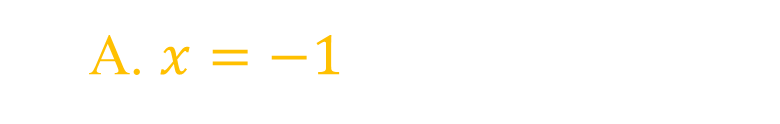 A. x = −1